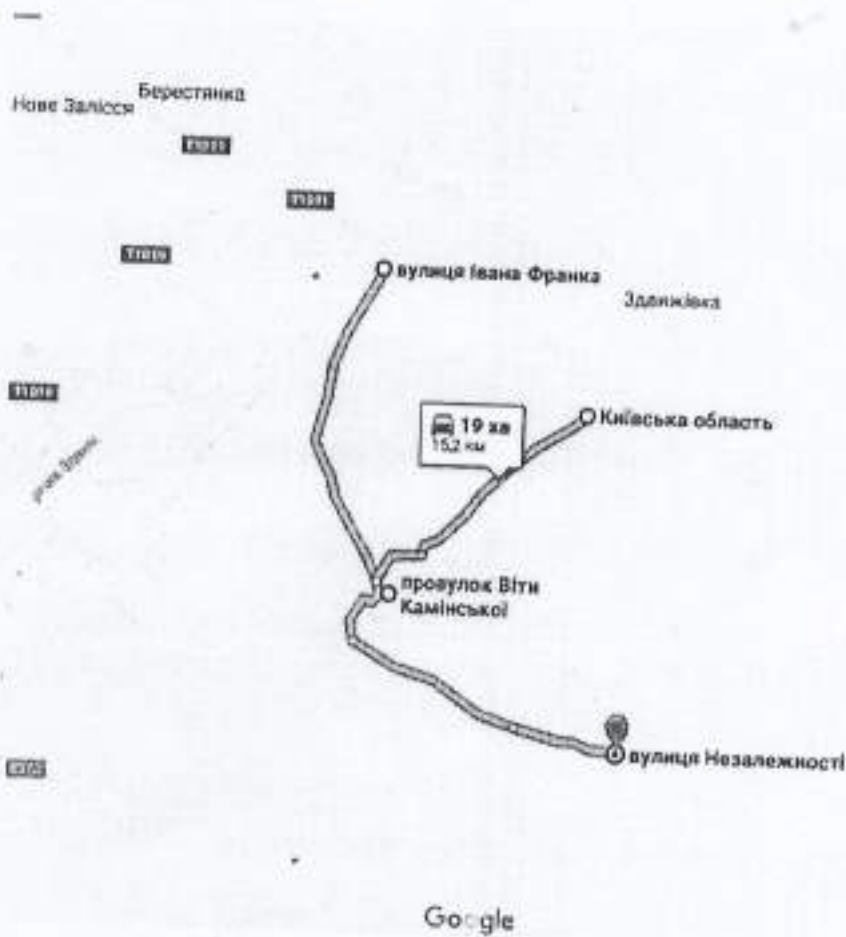 Берестянка
Нове Залісся
вулиця Івана Франка
Здвижівка
Київська область
19 хв
15,2 км
провулок Віти
Камінської
вулиця Незалежності
Google